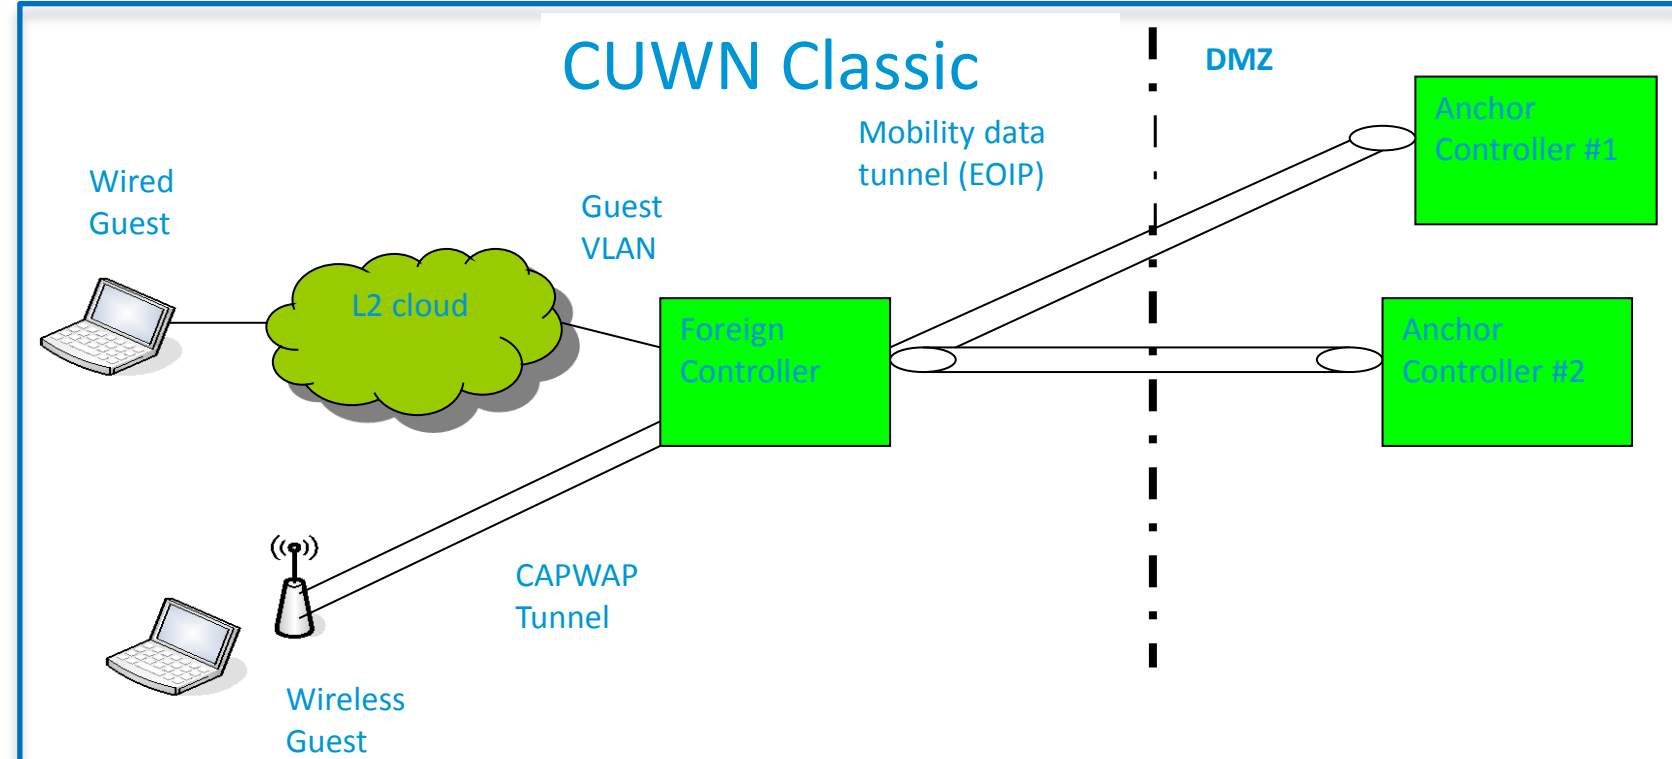 CUWN Classic
DMZ
Anchor
Controller #1
Mobility data
tunnel (EOIP)
Wired
Guest
Guest
VLAN
L2 cloud
Foreign
Controller
Anchor
Controller #2
CAPWAP
Tunnel
Wireless
Guest